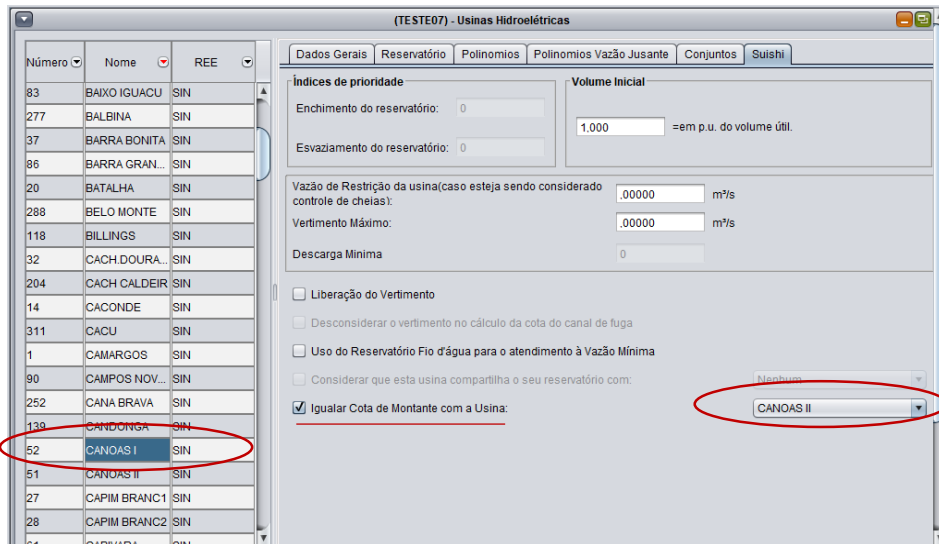 (TESTE07) - Usinas Hidroelétricas
Número Nome REE
83 BAIXO IGUACU SIN
277 BALBINA SIN
37 BARRA BONITA SIN
86 BARRA GRAN... SIN
20 BATALHA SIN
288 BELO MONTE SIN
118 BILLINGS SIN
32 CACH.DOURA... SIN
204 CACH CALDEIR SIN
14 CACONDE SIN
311 CACU SIN
1 CAMARGOS SIN
90 CAMPOS NOV... SIN
252 CANA BRAVA SIN
139 CANDONGA SIN
52 CANOAS I SIN
51 CANOAS II SIN
27 CAPIM BRANC1 SIN
28 CAPIM BRANC2 SIN
Dados Gerais Reservatório Polinomios Polinomios Vazão Jusante Conjuntos Suishi
Índices de prioridade
Enchimento do reservatório: 0
Esvaziamento do reservatório: 0
Volume Inicial
1,000 =em p.u. do volume útil.
Vazão de Restrição da usina(caso esteja sendo considerado
controle de cheias): ,00000 m³/s
Vertimento Máximo: ,00000 m³/s
Descarga Minima 0
Liberação do Vertimento
Desconsiderar o vertimento no cálculo da cota do canal de fuga
Uso do Reservatório Fio d'água para o atendimento à Vazão Mínima
Considerar que esta usina compartilha o seu reservatório com: Nenhum
Igualar Cota de Montante com a Usina: CANOAS II